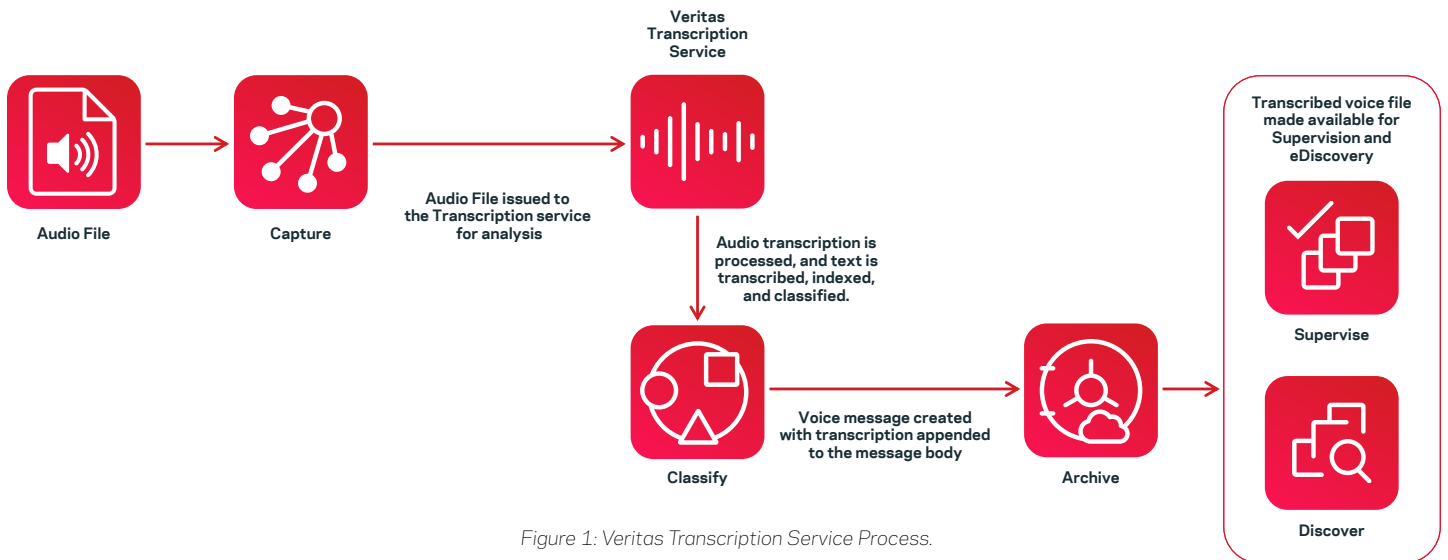 Veritas
Transcription
Service
Audio File
Capture
Audio File issued to
the Transcription service
for analysis
Audio transcription is
processed, and text is
transcribed, indexed,
and classified.
Classify
Voice message created
with transcription appended
to the message body
Archive
Transcribed voice file
made available for
Supervision and
eDiscovery
Supervise
Discover
Figure 1: Veritas Transcription Service Process.